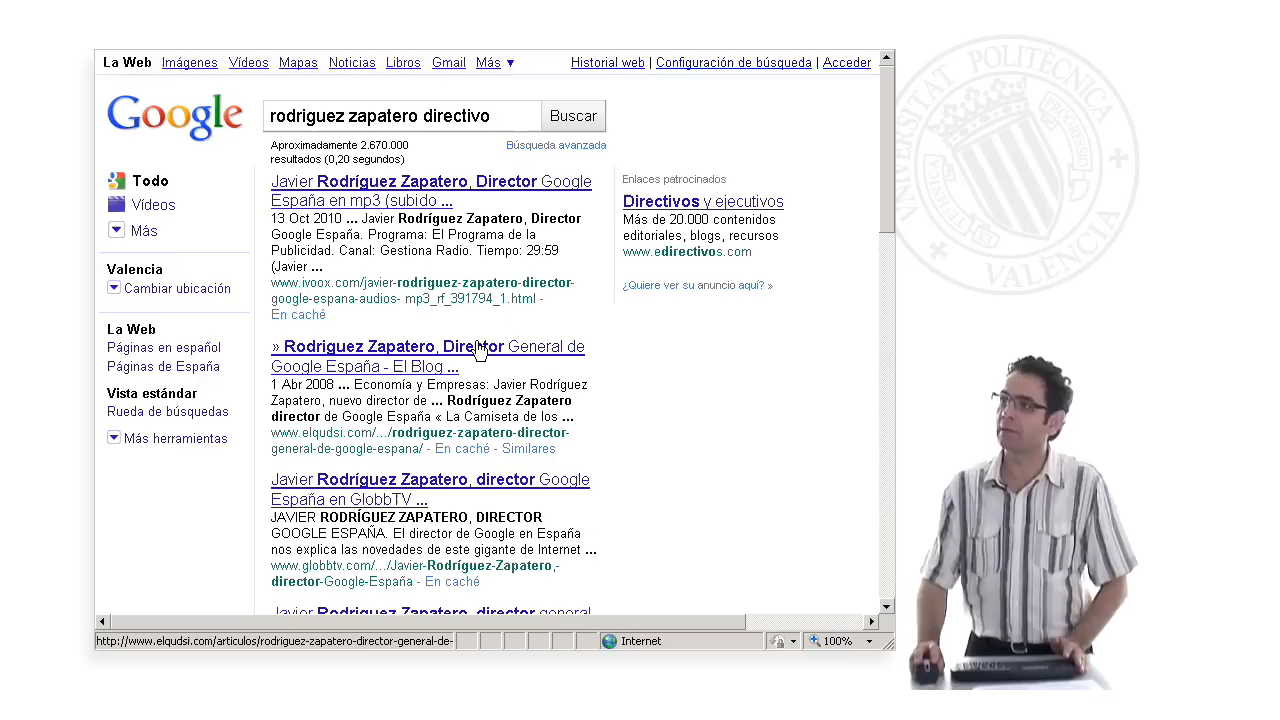 La Web Imágenes Vídeos Mapas Noticias Libros Gmail Más ▼ Historial web | Configuración de búsqueda | Acceder
Google rodriguez zapatero directivo Buscar
Aproximadamente 2.670.000 resultados (0,20 segundos) Búsqueda avanzada
Todo
Vídeos
Más
Valencia
Cambiar ubicación
La Web
Páginas en español
Páginas de España
Vista estándar
Rueda de búsquedas
Más herramientas
Javier Rodríguez Zapatero, Director Google
España en mp3 (subido ...
13 Oct 2010 ... Javier Rodríguez Zapatero, Director
Google España. Programa: El Programa de la
Publicidad. Canal: Gestiona Radio. Tiempo: 29:59
(Javier ...
www.ivoox.com/javier-rodriguez-zapatero-director-
google-espana-audios- mp3_rf_391794_1.html -
En caché
» Rodriguez Zapatero, Director General de
Google España - El Blog ...
1 Abr 2008 ... Economía y Empresas: Javier Rodríguez
Zapatero, nuevo director de ... Rodríguez Zapatero
director de Google España « La Camiseta de los ...
www.elqudsi.com/.../rodriguez-zapatero-director-
general-de-google-espana/ - En caché - Similares
Javier Rodríguez Zapatero, director Google
España en GlobbTV ...
JAVIER RODRÍGUEZ ZAPATERO, DIRECTOR
GOOGLE ESPAÑA. El director de Google en España
nos explica las novedades de este gigante de Internet ...
www.globbtv.com/.../Javier-Rodríguez-Zapatero,-
director-Google-España - En caché
Javier Rodríguez Zapatero, director general
Enlaces patrocinados
Directivos y ejecutivos
Más de 20.000 contenidos
editoriales, blogs, recursos
www.edirectivos.com
¿Quiere ver su anuncio aquí? »
http://www.elqudsi.com/articulos/rodriguez-zapatero-director-general-de- Internet 100%
UNIVERSITAT POLITÈCNICA
VALÈNCIA